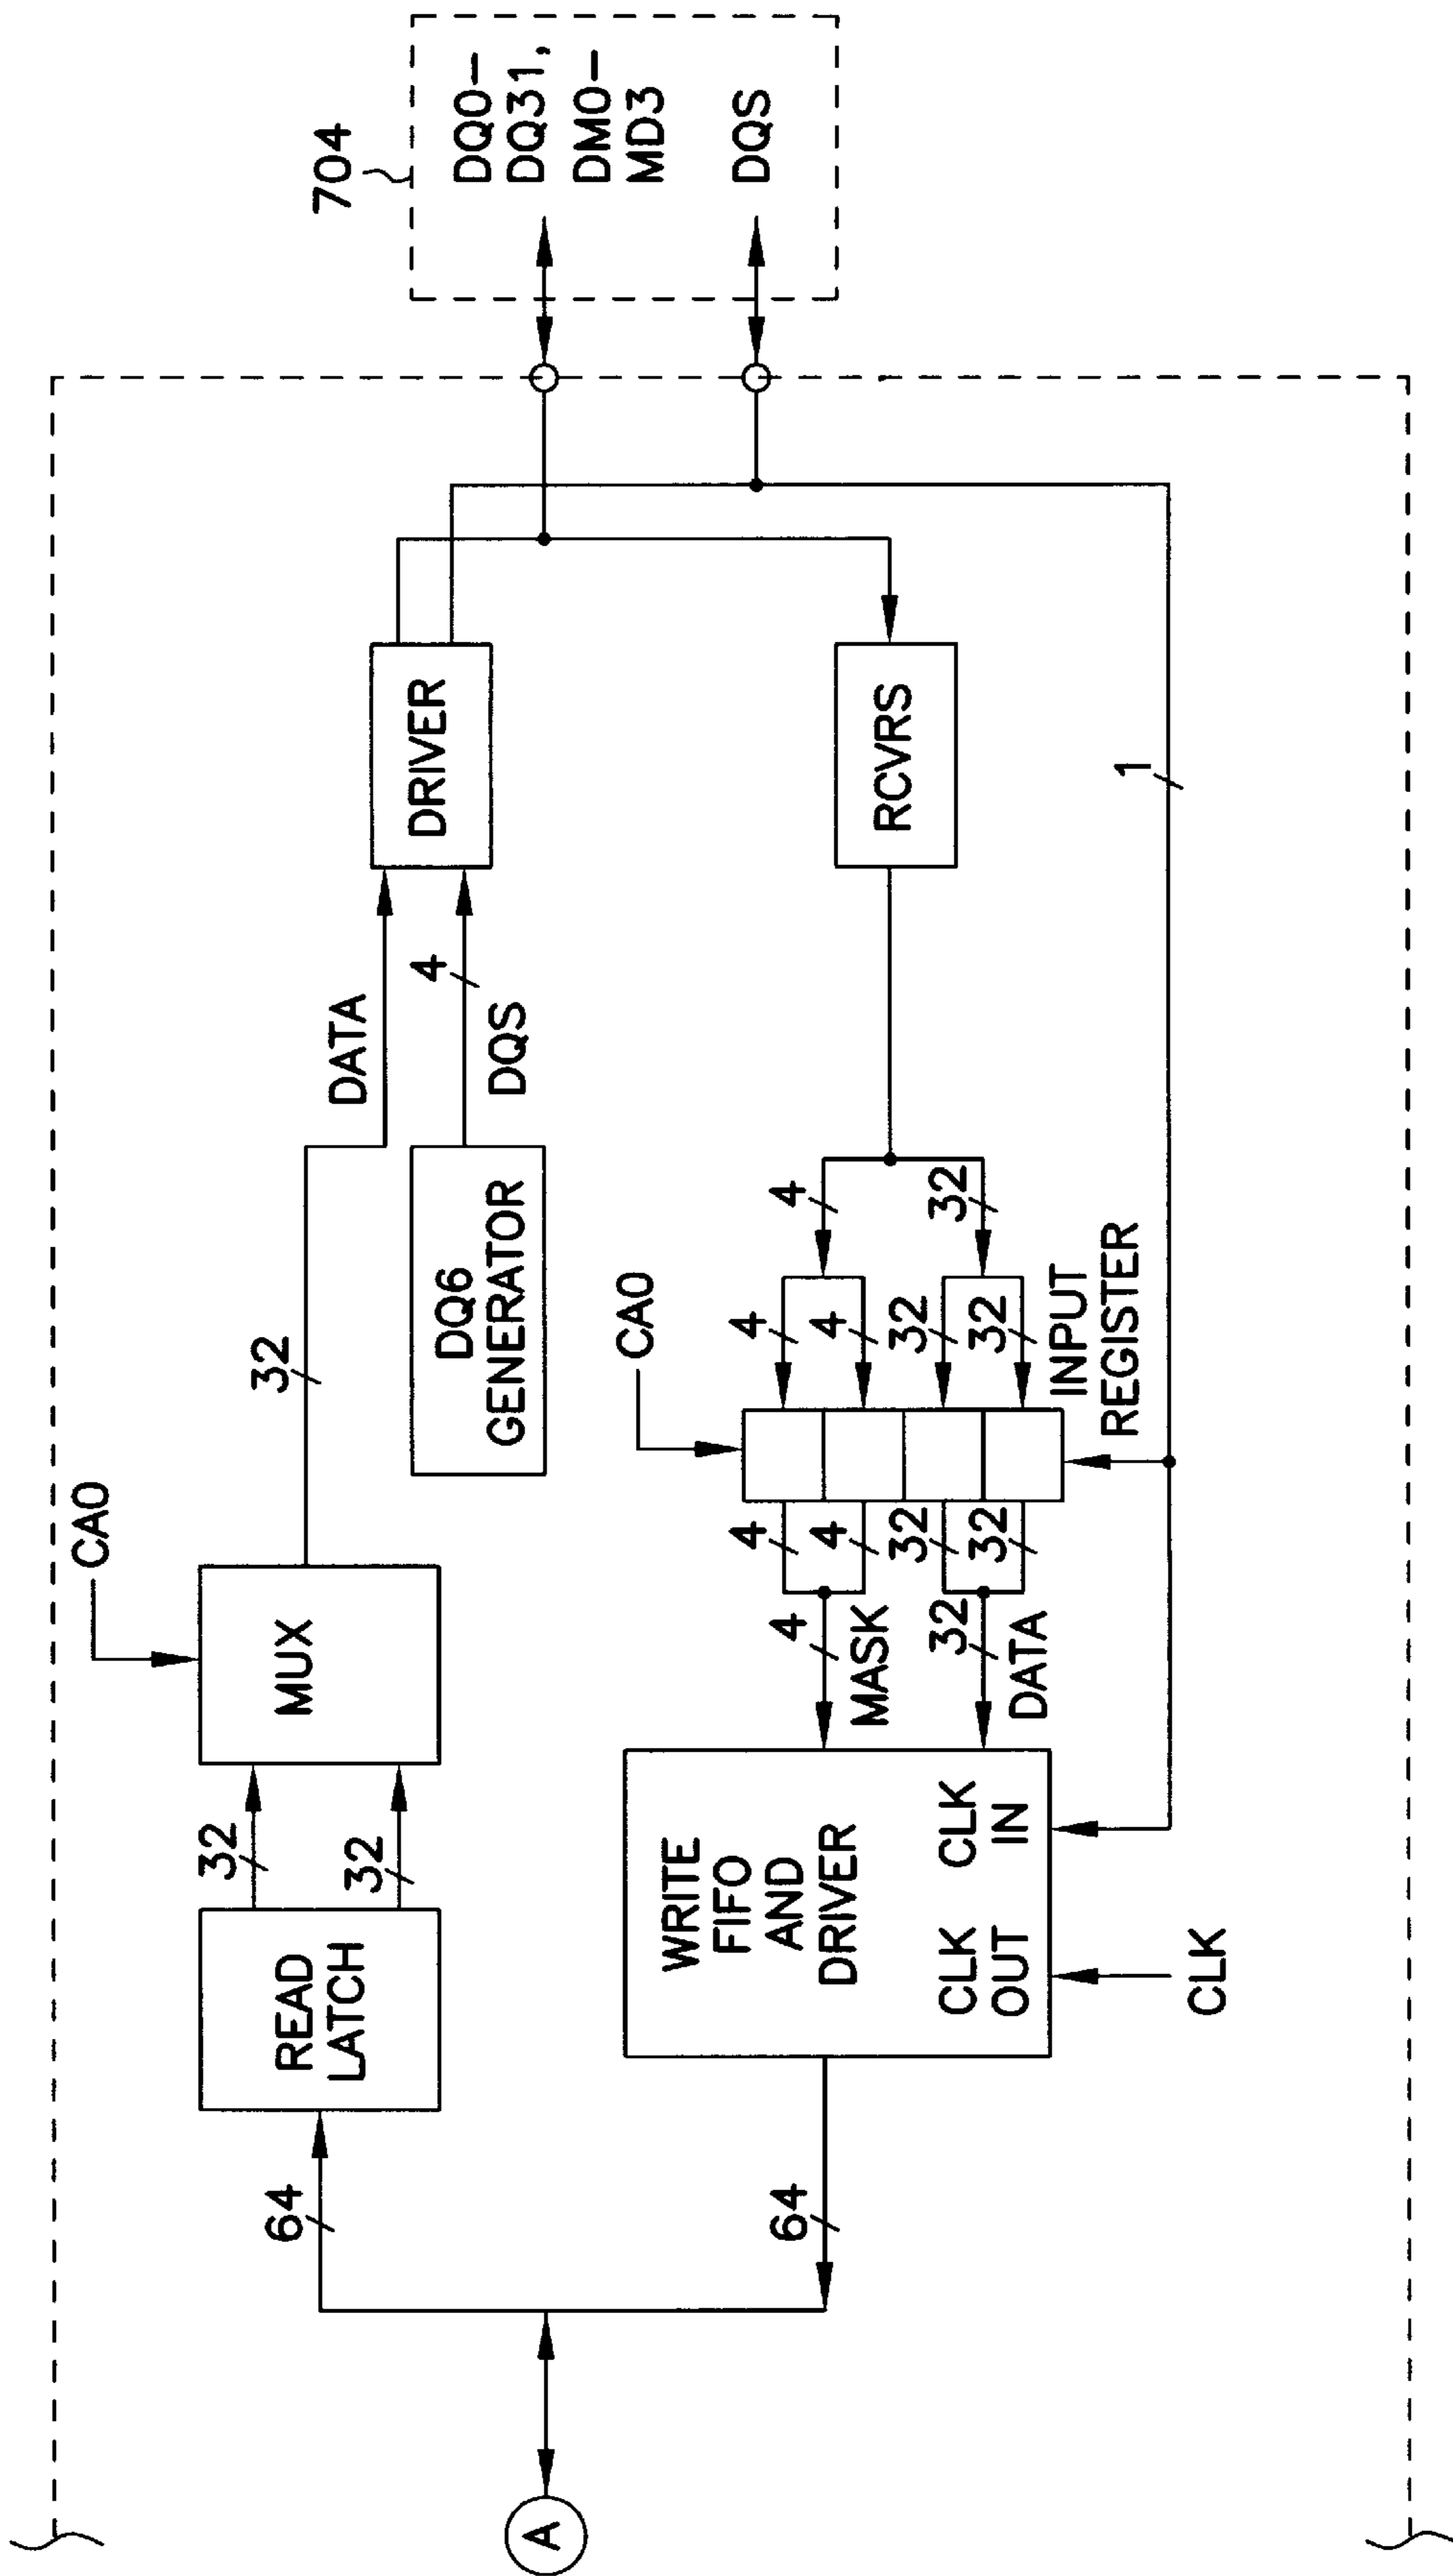 704
DQ0-
DQ31,
DM0-
MD3
DQS
CA0
64
READ
LATCH
32
32
MUX
32
DATA
DQ6
GENERATOR
4
DQS
DRIVER
A
64
WRITE
FIFO
AND
DRIVER
CLK
OUT
CLK
IN
CLK
4
MASK
32
DATA
4
4
32
32
CA0
4
4
32
32
INPUT
REGISTER
4
32
RCVRS
1